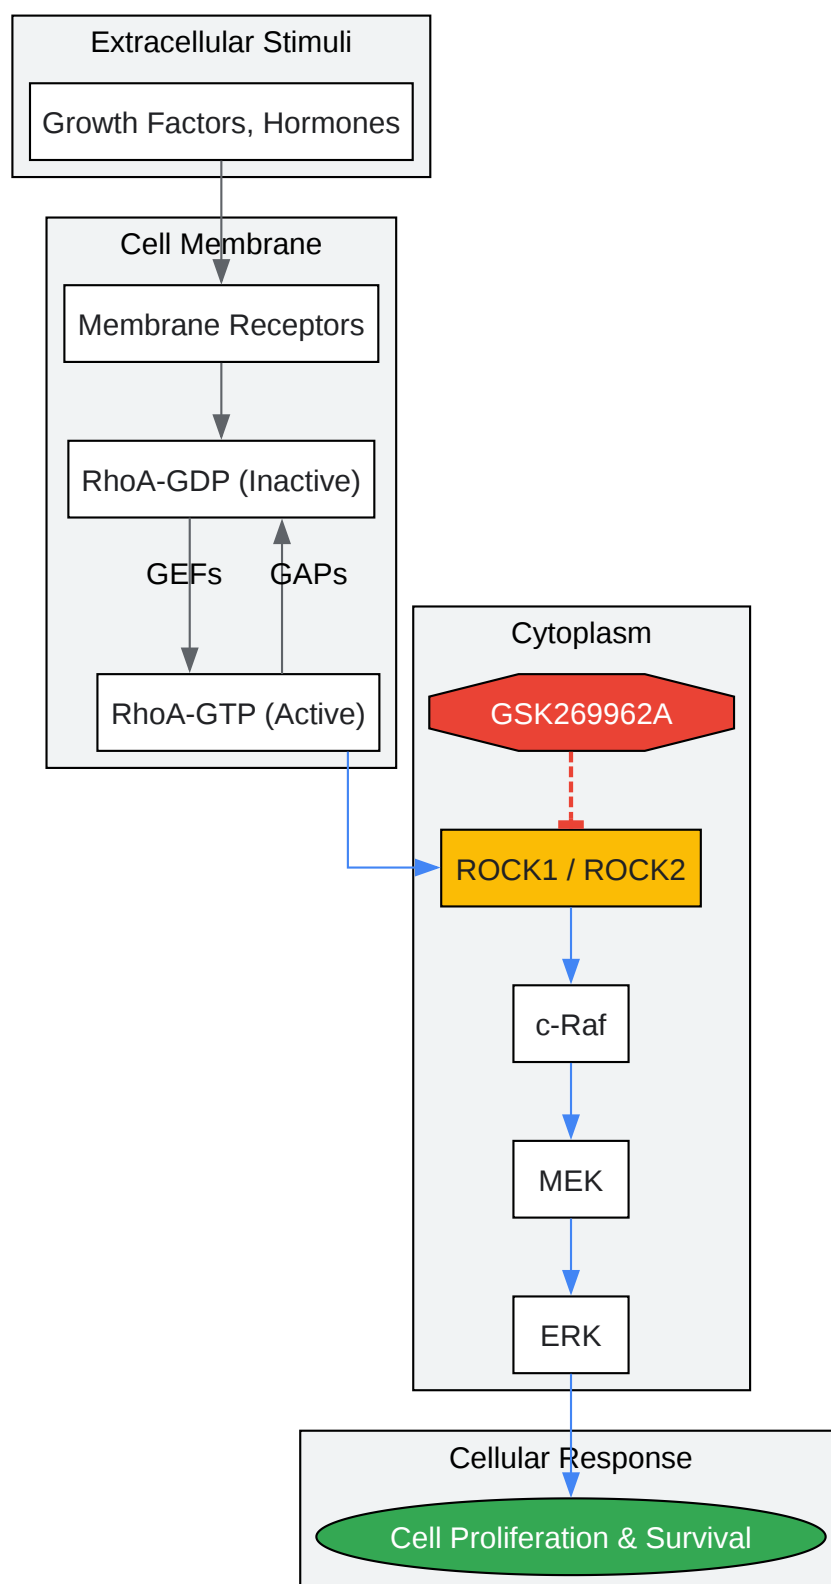 Extracellular Stimuli
Growth Factors, Hormones
Cell Membrane
Membrane Receptors
RhoA-GDP (Inactive)
GEFs
GAPs
RhoA-GTP (Active)
Cytoplasm
GSK269962A
ROCK1 / ROCK2
c-Raf
MEK
ERK
Cellular Response
Cell Proliferation & Survival